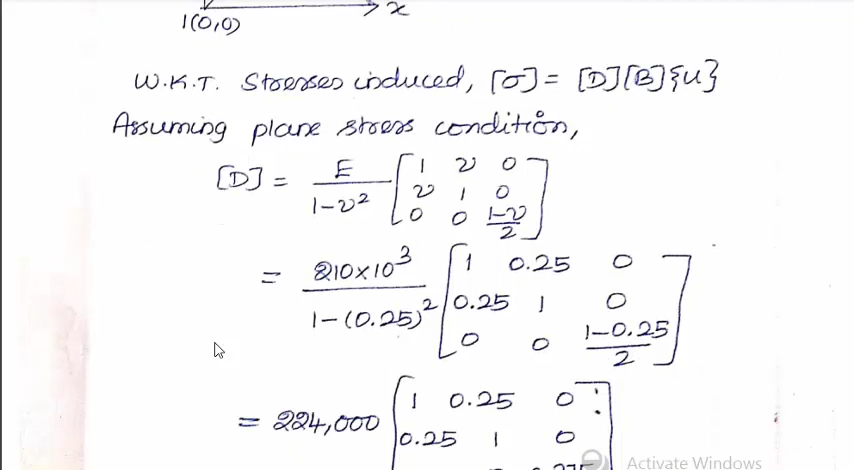 1(0,0) x
W.K.T. Stresses induced, [σ] = [D][B]{u}
Assuming plane stress condition,
[D] = E/(1-ν²) [1 ν 0; ν 1 0; 0 0 (1-ν)/2]
= 210×10³/(1-(0.25)²) [1 0.25 0; 0.25 1 0; 0 0 (1-0.25)/2]
= 224,000 [1 0.25 0; 0.25 1 0;
Activate Windows